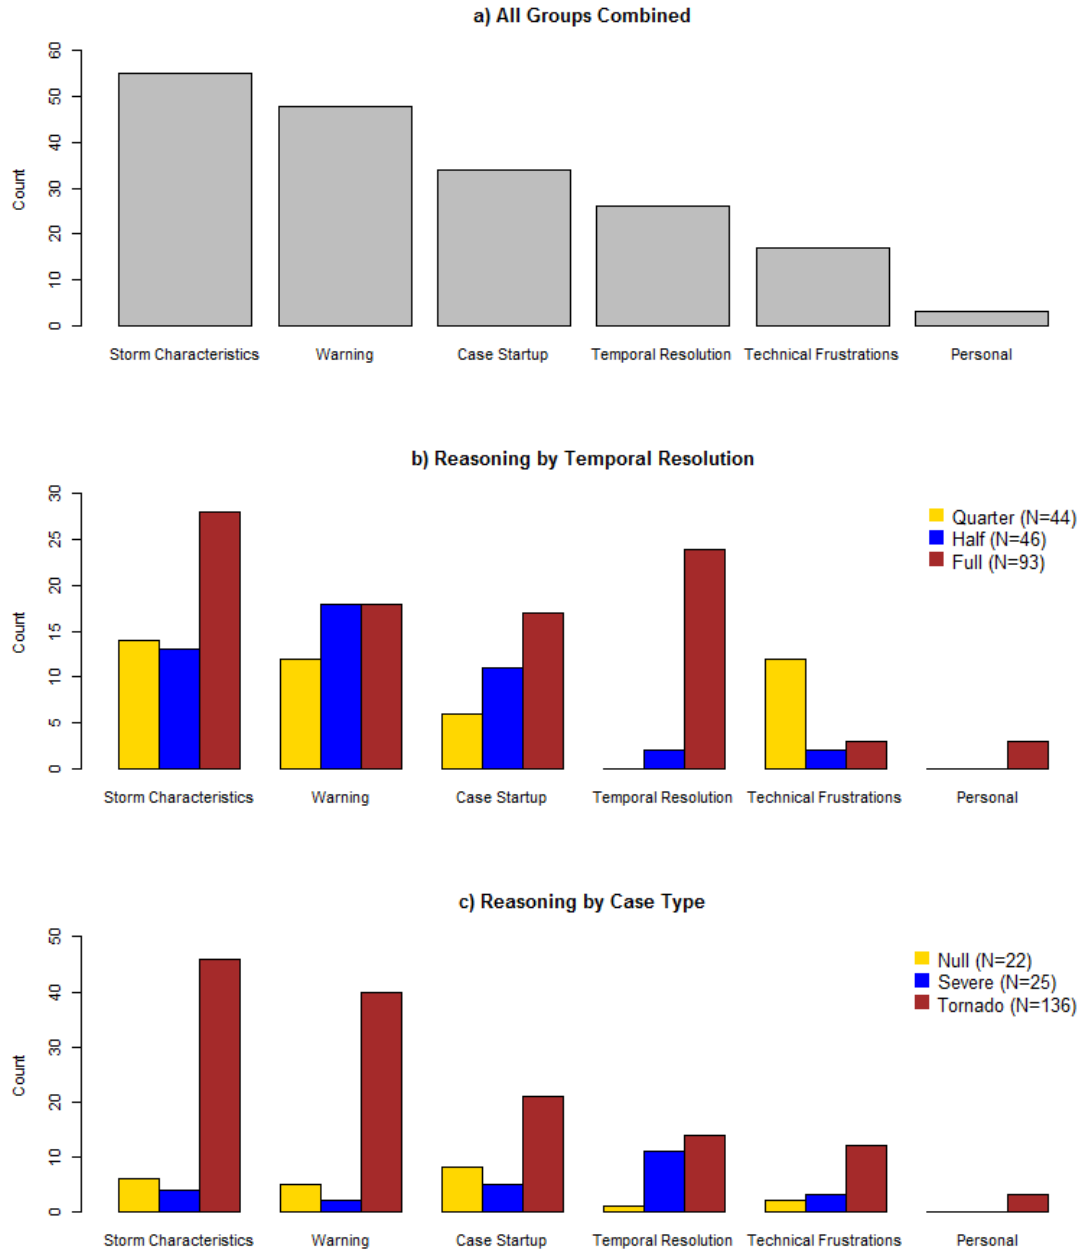 a) All Groups Combined
60
50
40
30
20
10
0
Count
Storm Characteristics Warning Case Startup Temporal Resolution Technical Frustrations Personal
b) Reasoning by Temporal Resolution
30
25
20
15
10
5
0
Count
Quarter (N=44)
Half (N=46)
Full (N=93)
Storm Characteristics Warning Case Startup Temporal Resolution Technical Frustrations Personal
c) Reasoning by Case Type
50
40
30
20
10
0
Count
Null (N=22)
Severe (N=25)
Tornado (N=136)
Storm Characteristics Warning Case Startup Temporal Resolution Technical Frustrations Personal